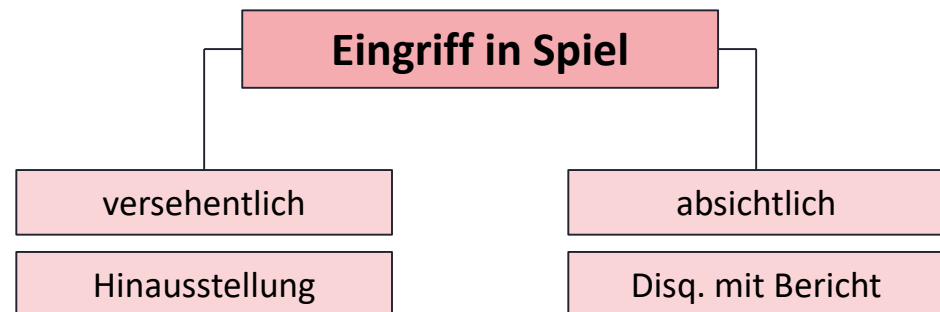 Eingriff in Spiel
versehentlich
absichtlich
Hinausstellung
Disq. mit Bericht